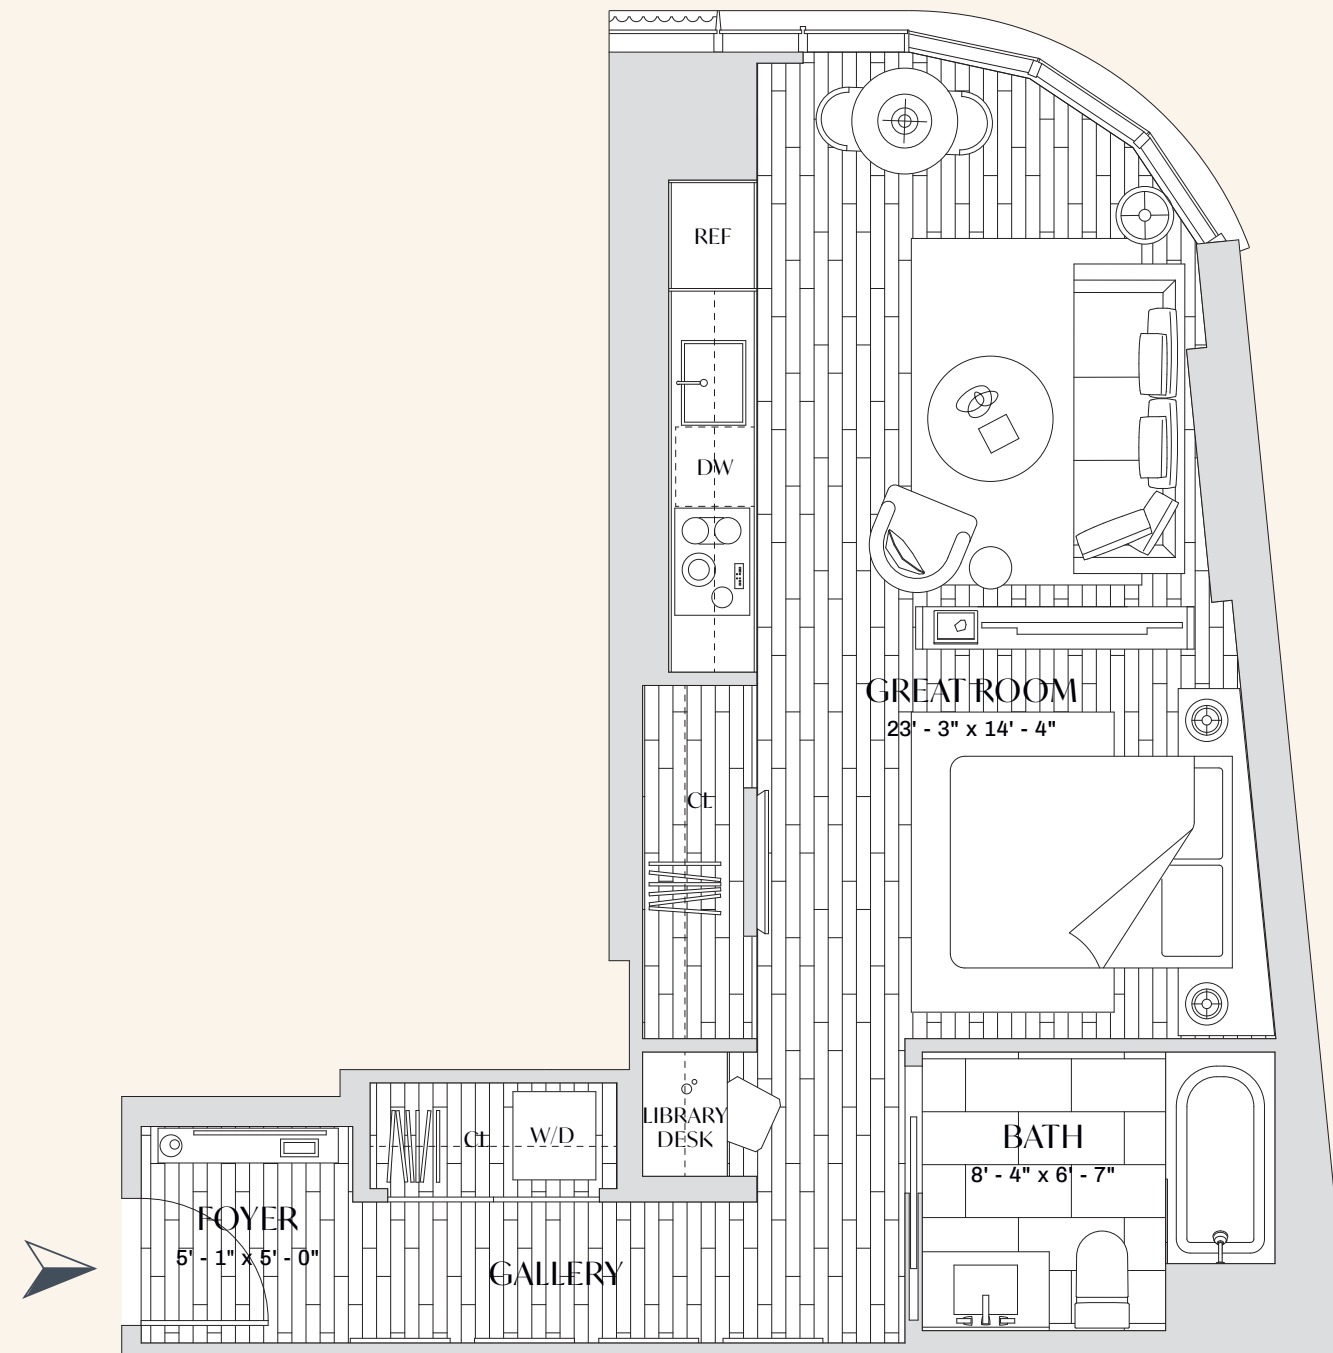 REF
DW
GREAT ROOM
23' - 3" x 14' - 4"
CL
LIBRARY
DESK
CL
W/D
BATH
8' - 4" x 6' - 7"
FOYER
5' - 1" x 5' - 0"
GALLERY